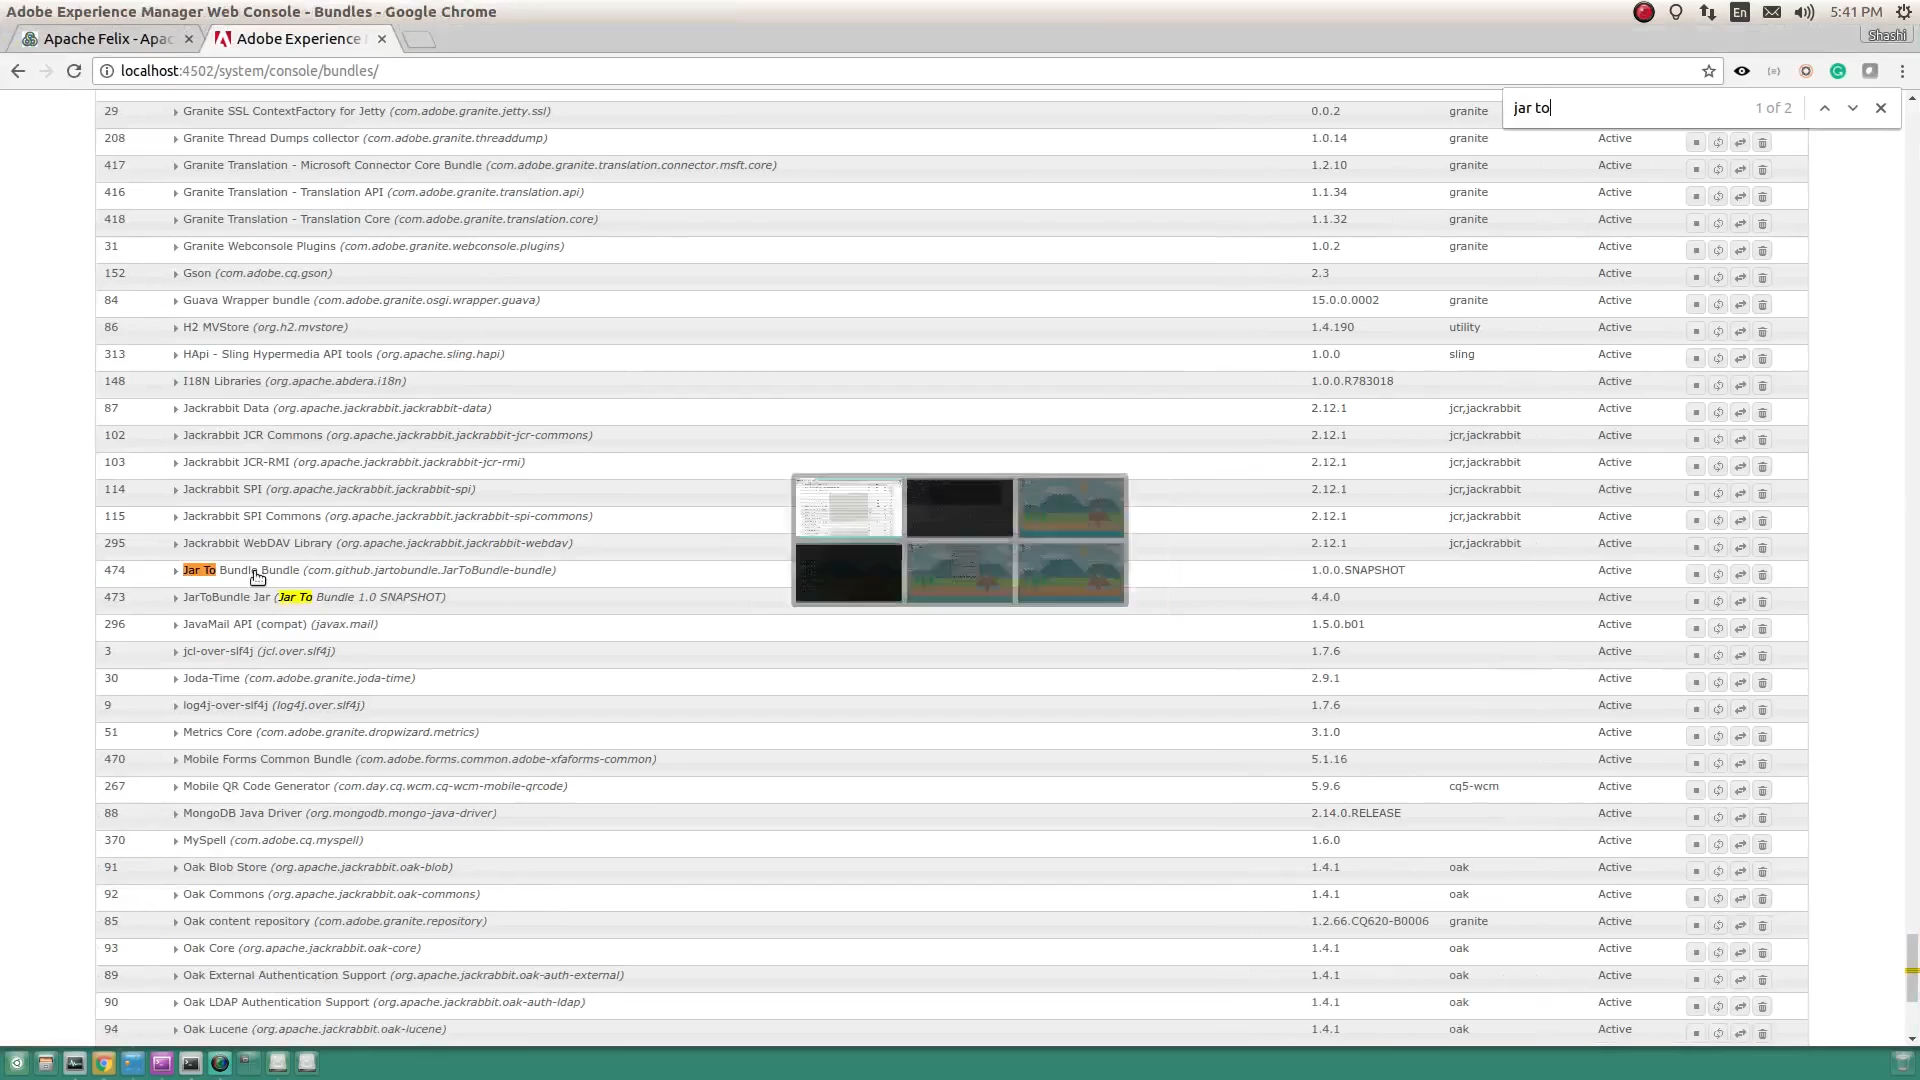 Adobe Experience Manager Web Console - Bundles - Google Chrome
En
5:41 PM
Apache Felix - Apac
Adobe Experience
Shashi
localhost:4502/system/console/bundles/
jar to
1 of 2
29 Granite SSL ContextFactory for Jetty (com.adobe.granite.jetty.ssl) 0.0.2 granite
208 Granite Thread Dumps collector (com.adobe.granite.threaddump) 1.0.14 granite Active
417 Granite Translation - Microsoft Connector Core Bundle (com.adobe.granite.translation.connector.msft.core) 1.2.10 granite Active
416 Granite Translation - Translation API (com.adobe.granite.translation.api) 1.1.34 granite Active
418 Granite Translation - Translation Core (com.adobe.granite.translation.core) 1.1.32 granite Active
31 Granite Webconsole Plugins (com.adobe.granite.webconsole.plugins) 1.0.2 granite Active
152 Gson (com.adobe.cq.gson) 2.3 Active
84 Guava Wrapper bundle (com.adobe.granite.osgi.wrapper.guava) 15.0.0.0002 granite Active
86 H2 MVStore (org.h2.mvstore) 1.4.190 utility Active
313 HApi - Sling Hypermedia API tools (org.apache.sling.hapi) 1.0.0 sling Active
148 I18N Libraries (org.apache.abdera.i18n) 1.0.0.R783018 Active
87 Jackrabbit Data (org.apache.jackrabbit.jackrabbit-data) 2.12.1 jcr,jackrabbit Active
102 Jackrabbit JCR Commons (org.apache.jackrabbit.jackrabbit-jcr-commons) 2.12.1 jcr,jackrabbit Active
103 Jackrabbit JCR-RMI (org.apache.jackrabbit.jackrabbit-jcr-rmi) 2.12.1 jcr,jackrabbit Active
114 Jackrabbit SPI (org.apache.jackrabbit.jackrabbit-spi) 2.12.1 jcr,jackrabbit Active
115 Jackrabbit SPI Commons (org.apache.jackrabbit.jackrabbit-spi-commons) 2.12.1 jcr,jackrabbit Active
295 Jackrabbit WebDAV Library (org.apache.jackrabbit.jackrabbit-webdav) 2.12.1 jcr,jackrabbit Active
474 Jar To Bundle Bundle (com.github.jartobundle.JarToBundle-bundle) 1.0.0.SNAPSHOT Active
473 JarToBundle Jar (Jar To Bundle 1.0 SNAPSHOT) 4.4.0 Active
296 JavaMail API (compat) (javax.mail) 1.5.0.b01 Active
3 jcl-over-slf4j (jcl.over.slf4j) 1.7.6 Active
30 Joda-Time (com.adobe.granite.joda-time) 2.9.1 Active
9 log4j-over-slf4j (log4j.over.slf4j) 1.7.6 Active
51 Metrics Core (com.adobe.granite.dropwizard.metrics) 3.1.0 Active
470 Mobile Forms Common Bundle (com.adobe.forms.common.adobe-xfaforms-common) 5.1.16 Active
267 Mobile QR Code Generator (com.day.cq.wcm.cq-wcm-mobile-qrcode) 5.9.6 cq5-wcm Active
88 MongoDB Java Driver (org.mongodb.mongo-java-driver) 2.14.0.RELEASE Active
370 MySpell (com.adobe.cq.myspell) 1.6.0 Active
91 Oak Blob Store (org.apache.jackrabbit.oak-blob) 1.4.1 oak Active
92 Oak Commons (org.apache.jackrabbit.oak-commons) 1.4.1 oak Active
85 Oak content repository (com.adobe.granite.repository) 1.2.66.CQ620-B0006 granite Active
93 Oak Core (org.apache.jackrabbit.oak-core) 1.4.1 oak Active
89 Oak External Authentication Support (org.apache.jackrabbit.oak-auth-external) 1.4.1 oak Active
90 Oak LDAP Authentication Support (org.apache.jackrabbit.oak-auth-ldap) 1.4.1 oak Active
94 Oak Lucene (org.apache.jackrabbit.oak-lucene) 1.4.1 oak Active